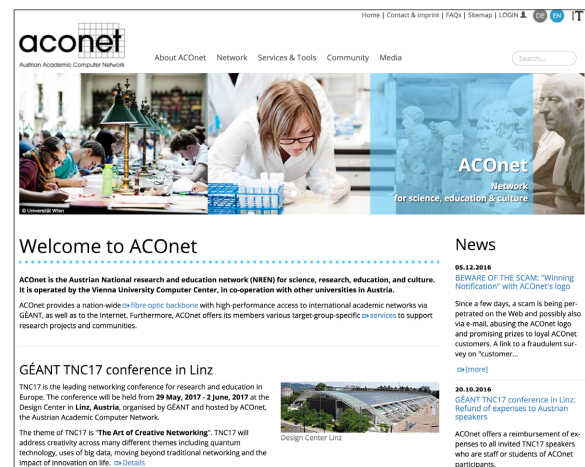 Home | Contact & Imprint | FAQs | Sitemap | LOGIN
DE EN
aconet
Austrian Academic Computer Network
About ACOnet Network Services & Tools Community Media
Search...
ACOnet
Network
for science, education & culture
© Universität Wien
Welcome to ACOnet
ACOnet is the Austrian National research and education network (NREN) for science, research, education, and culture.
It is operated by the Vienna University Computer Center, in co-operation with other universities in Austria.
ACOnet provides a nation-wide fibre optic backbone with high-performance access to international academic networks via
GÉANT, as well as to the Internet. Furthermore, ACOnet offers its members various target-group-specific services to support
research projects and communities.
GÉANT TNC17 conference in Linz
TNC17 is the leading networking conference for research and education in
Europe. The conference will be held from 29 May, 2017 - 2 June, 2017 at the
Design Center in Linz, Austria, organised by GÉANT and hosted by ACOnet,
the Austrian Academic Computer Network.
The theme of TNC17 is "The Art of Creative Networking". TNC17 will
address creativity across many different themes including quantum
technology, uses of big data, moving beyond traditional networking and the
impact of innovation on life. Details
Design Center Linz
News
05.12.2016
BEWARE OF THE SCAM: "Winning
Notification" with ACOnet's logo
Since a few days, a scam is being per-
petrated on the Web and possibly also
via e-mail, abusing the ACOnet logo
and promising prizes to loyal ACOnet
customers. A link to a fraudulent sur-
vey on "customer...
[more]
20.10.2016
GÉANT TNC17 conference in Linz:
Refund of expenses to Austrian
speakers
ACOnet offers a reimbursement of ex-
penses to all invited TNC17 speakers
who are staff or students of ACOnet
participants.